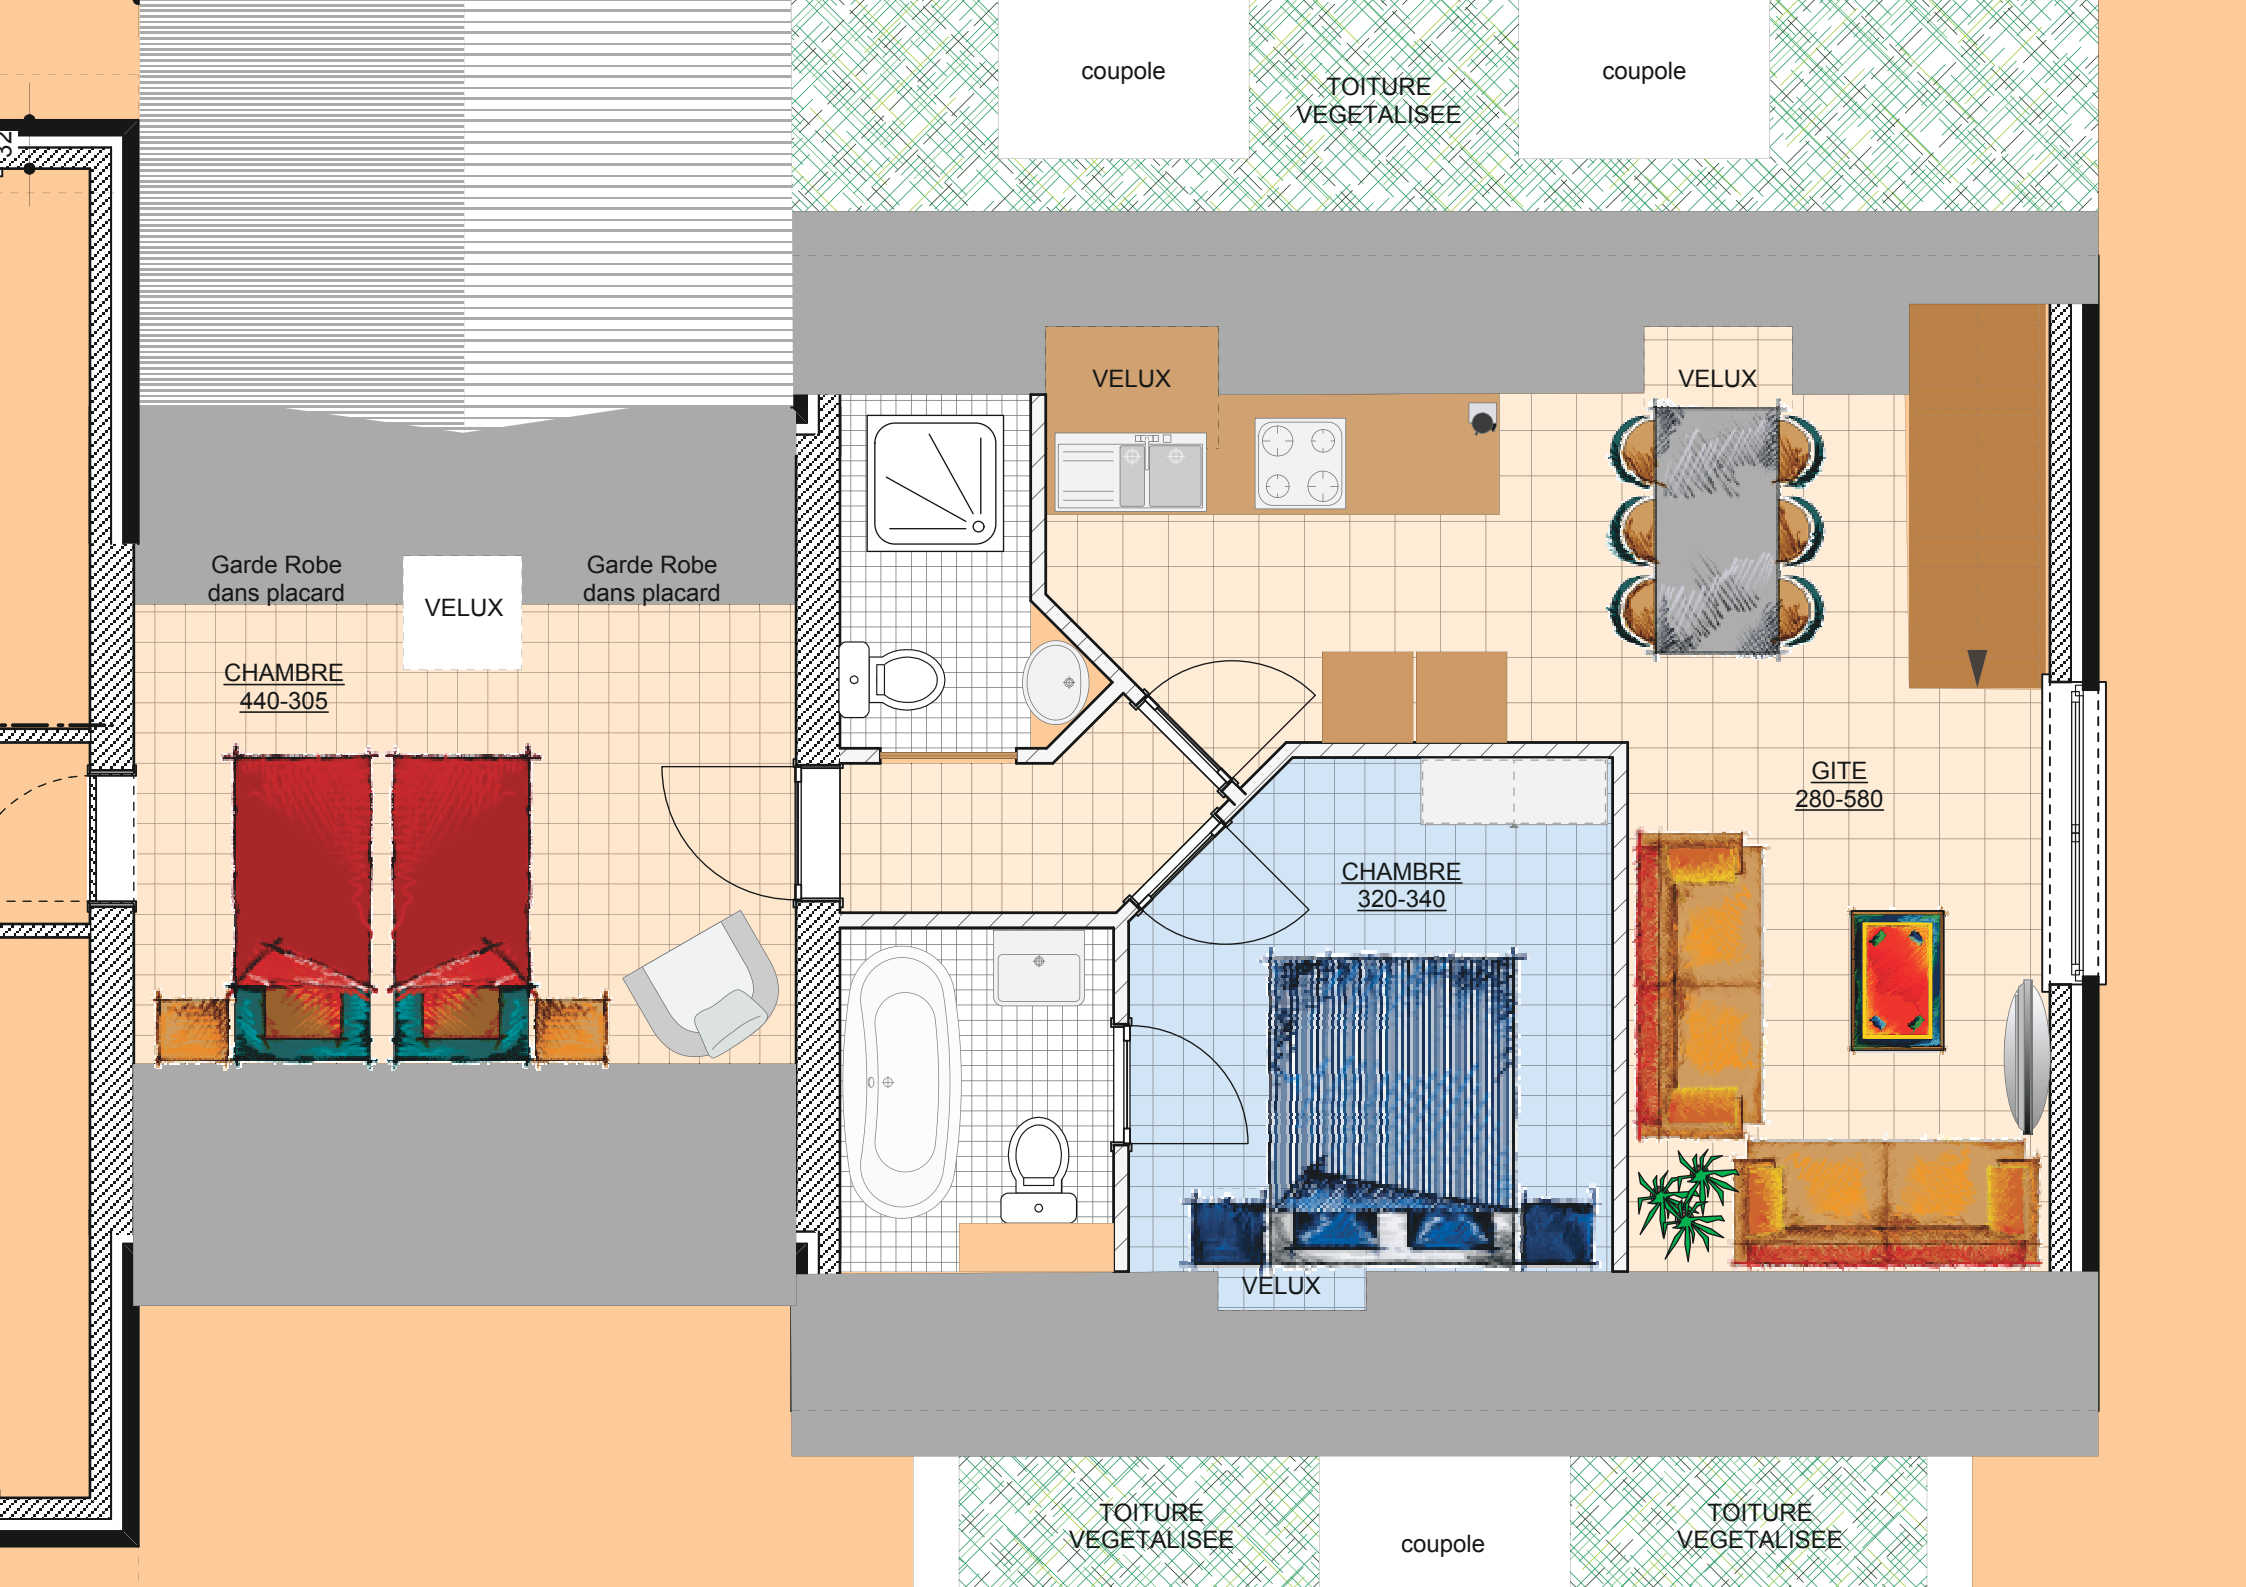 coupole
TOITURE
VEGETALISEE
coupole
32
VELUX
VELUX
Garde Robe
dans placard
VELUX
Garde Robe
dans placard
CHAMBRE
440-305
GITE
280-580
CHAMBRE
320-340
VELUX
TOITURE
VEGETALISEE
coupole
TOITURE
VEGETALISEE